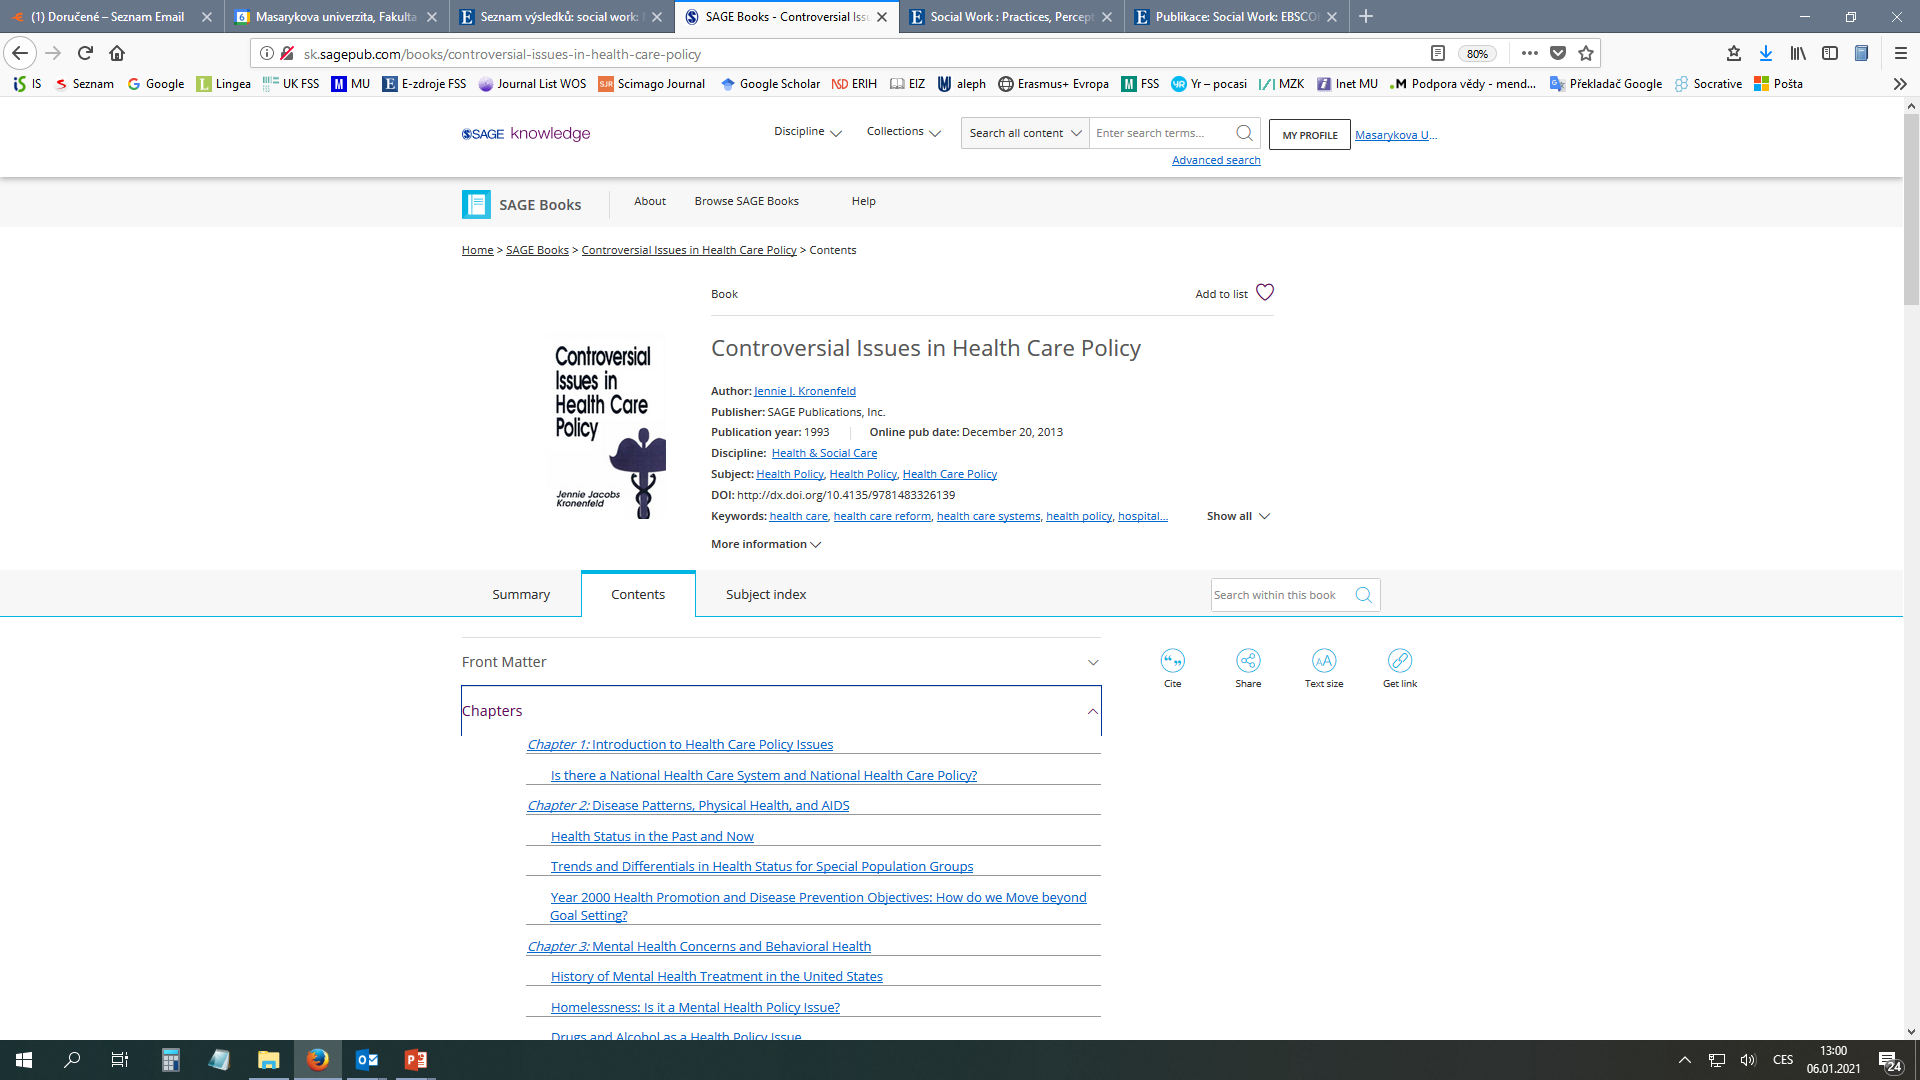 (1) Doručené – Seznam Email
Masarykova univerzita, Fakulta
Seznam výsledků: social work:
SAGE Books - Controversial Issu
Social Work : Practices, Percept
Publikace: Social Work: EBSCO
sk.sagepub.com/books/controversial-issues-in-health-care-policy
80%
IS Seznam Google Lingea UK FSS MU E-zdroje FSS Journal List WOS Scimago Journal Google Scholar ERIH EIZ aleph Erasmus+ Evropa FSS Yr – pocasi MZK Inet MU Podpora vědy - mend... Překladač Google Socrative Pošta
SAGE knowledge
Discipline
Collections
Search all content
Enter search terms...
MY PROFILE
Masarykova U...
Advanced search
SAGE Books
About
Browse SAGE Books
Help
Home > SAGE Books > Controversial Issues in Health Care Policy > Contents
Book
Add to list
Controversial
Issues in
Health Care
Policy
Jennie Jacobs
Kronenfeld
Controversial Issues in Health Care Policy
Author: Jennie J. Kronenfeld
Publisher: SAGE Publications, Inc.
Publication year: 1993
Online pub date: December 20, 2013
Discipline: Health & Social Care
Subject: Health Policy, Health Policy, Health Care Policy
DOI: http://dx.doi.org/10.4135/9781483326139
Keywords: health care, health care reform, health care systems, health policy, hospital...
Show all
More information
Summary
Contents
Subject index
Search within this book
Front Matter
Cite
Share
Text size
Get link
Chapters
Chapter 1: Introduction to Health Care Policy Issues
Is there a National Health Care System and National Health Care Policy?
Chapter 2: Disease Patterns, Physical Health, and AIDS
Health Status in the Past and Now
Trends and Differentials in Health Status for Special Population Groups
Year 2000 Health Promotion and Disease Prevention Objectives: How do we Move beyond
Goal Setting?
Chapter 3: Mental Health Concerns and Behavioral Health
History of Mental Health Treatment in the United States
Homelessness: Is it a Mental Health Policy Issue?
Drugs and Alcohol as a Health Policy Issue
CES
13:00
06.01.2021
24